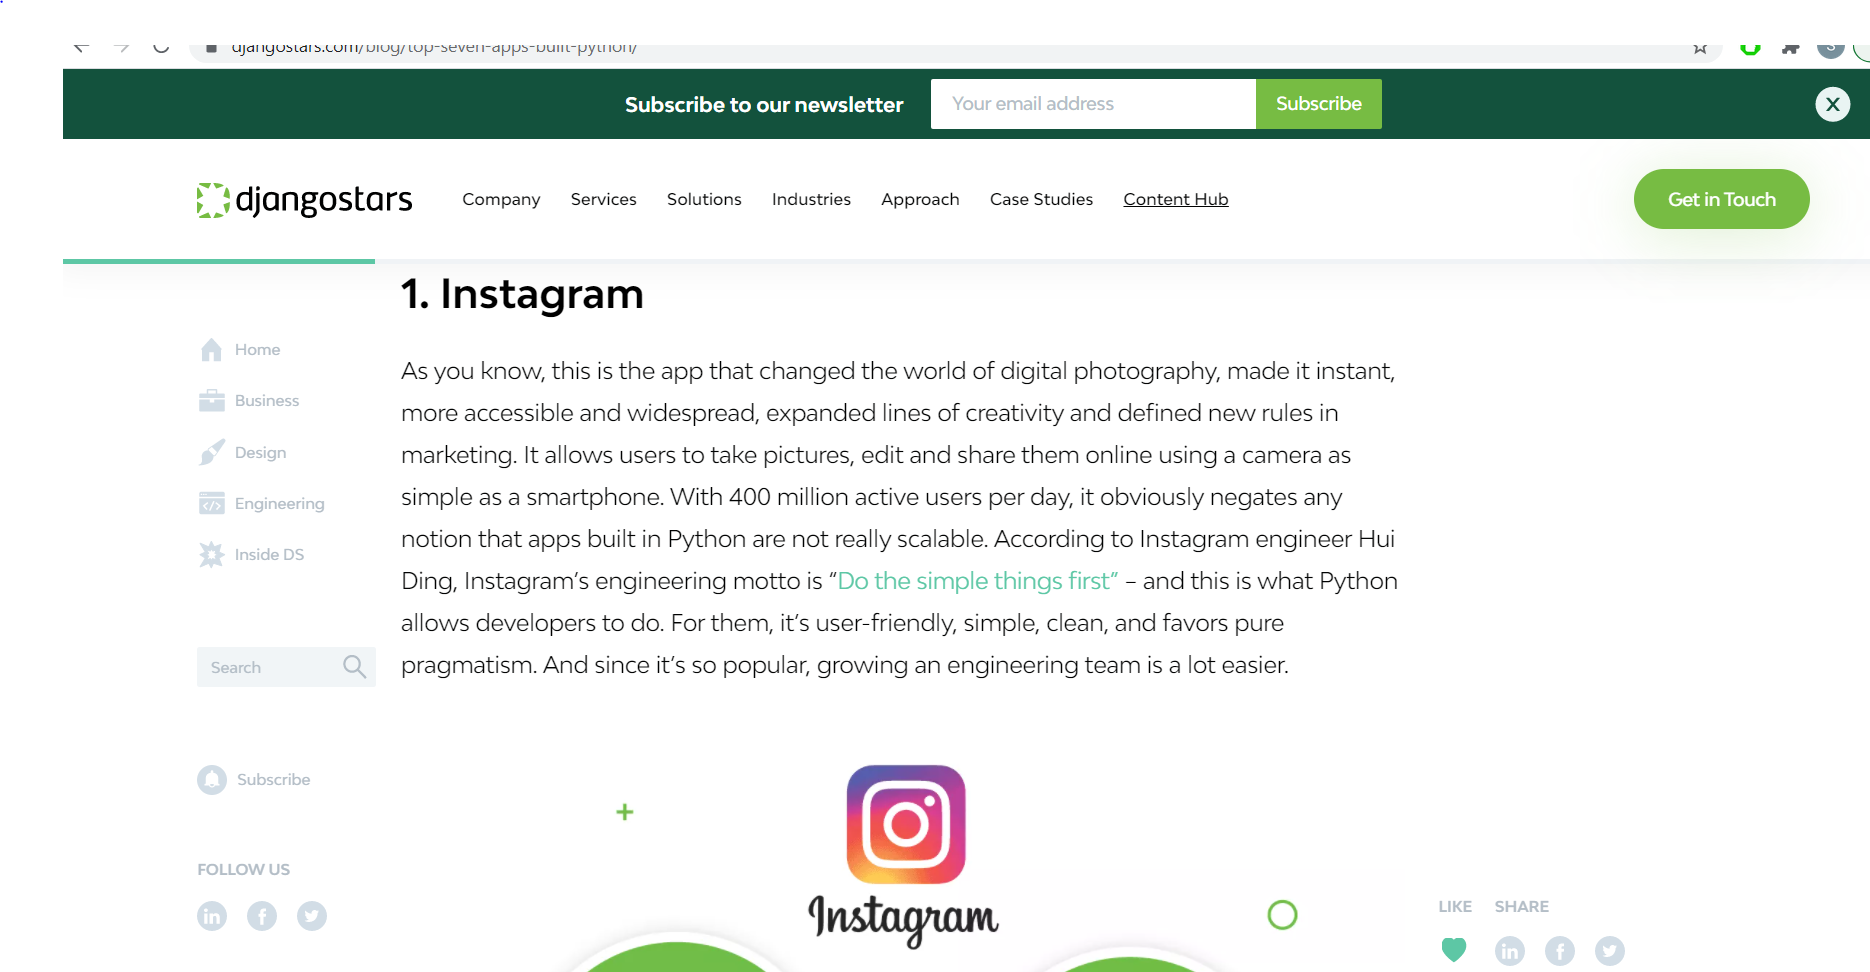 djangostars.com/blog/top-seven-apps-built-python/
Subscribe to our newsletter
Your email address
Subscribe
X
djangostars
Company
Services
Solutions
Industries
Approach
Case Studies
Content Hub
Get in Touch
1. Instagram
Home
Business
Design
Engineering
Inside DS
Search
Subscribe
FOLLOW US
As you know, this is the app that changed the world of digital photography, made it instant,
more accessible and widespread, expanded lines of creativity and defined new rules in
marketing. It allows users to take pictures, edit and share them online using a camera as
simple as a smartphone. With 400 million active users per day, it obviously negates any
notion that apps built in Python are not really scalable. According to Instagram engineer Hui
Ding, Instagram’s engineering motto is “Do the simple things first” – and this is what Python
allows developers to do. For them, it’s user-friendly, simple, clean, and favors pure
pragmatism. And since it’s so popular, growing an engineering team is a lot easier.
Instagram
LIKE
SHARE